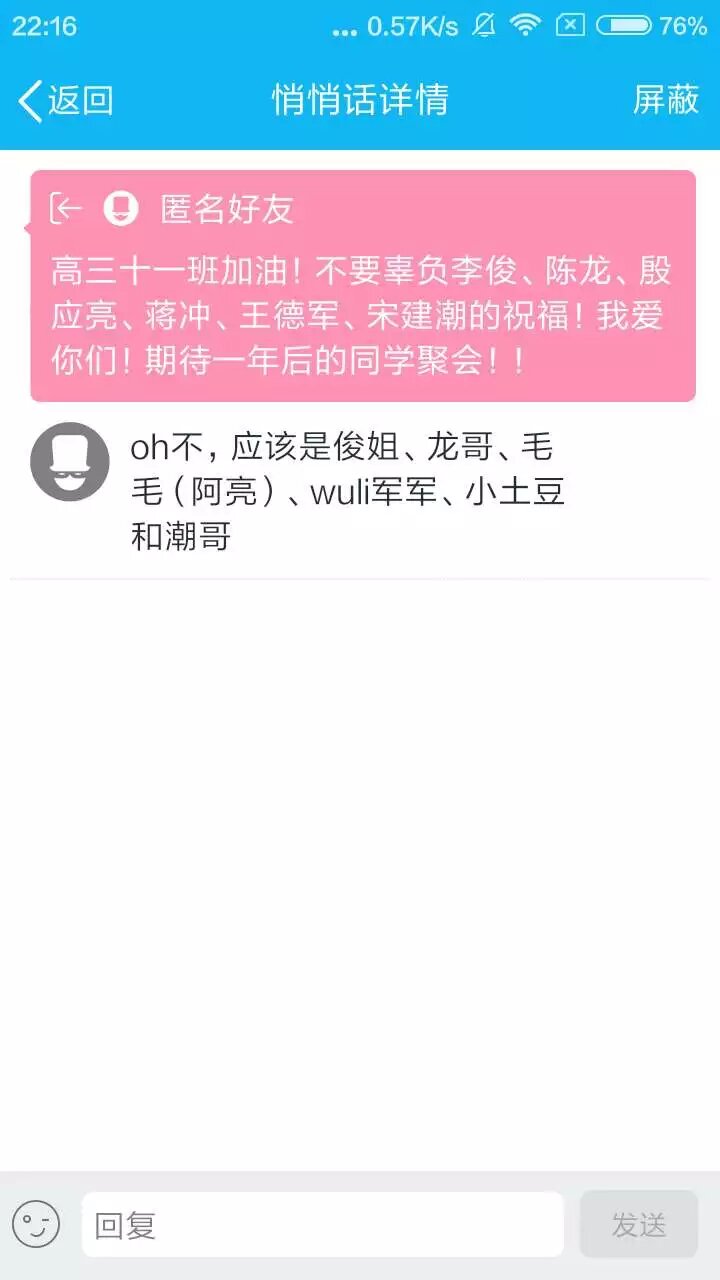 22:16 ... 0.57K/s 76%
返回 悄悄话详情 屏蔽
匿名好友
高三十一班加油！不要辜负李俊、陈龙、殷
应亮、蒋冲、王德军、宋建潮的祝福！我爱
你们！期待一年后的同学聚会！！
oh不，应该是俊姐、龙哥、毛
毛（阿亮）、wuli军军、小土豆
和潮哥
回复 发送